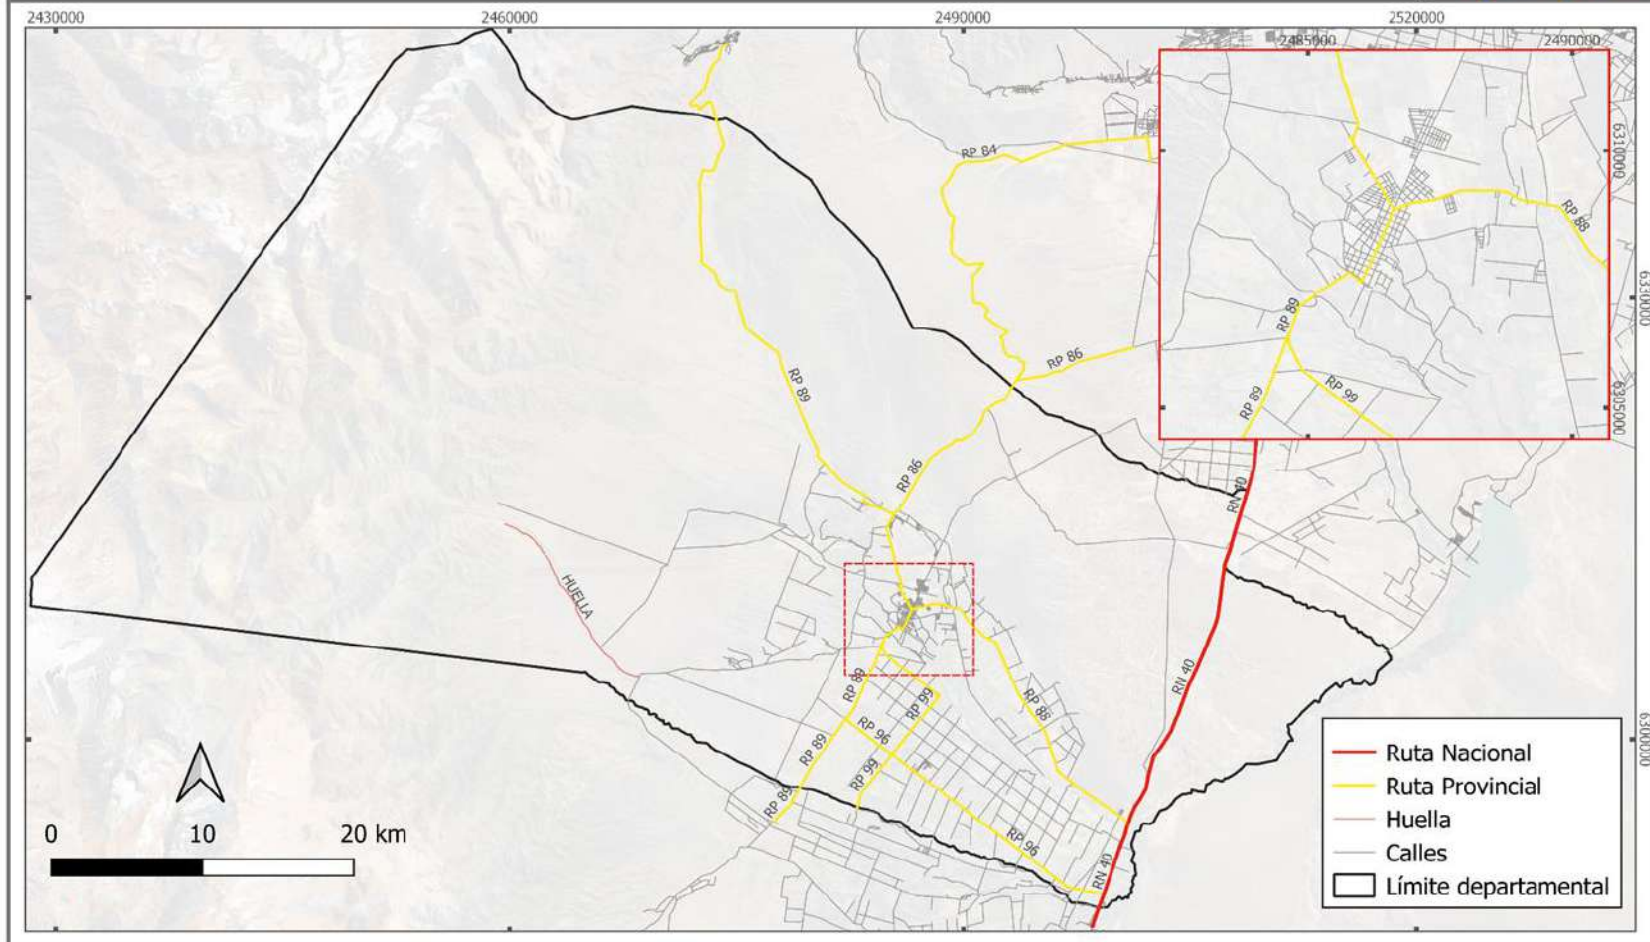 2430000
2460000
2490000
2520000
2485000
2490000
6310000
6305000
6330000
6300000
RP 84
RP 88
RP 89
RP 89
RP 99
RP 86
RP 89
RP 86
RN 40
HUELLA
RN 40
RP 89
RP 99
RP 88
RP 96
RP 89
RP 99
RP 89
RP 96
RN 40
0
10
20 km
Ruta Nacional
Ruta Provincial
Huella
Calles
Límite departamental